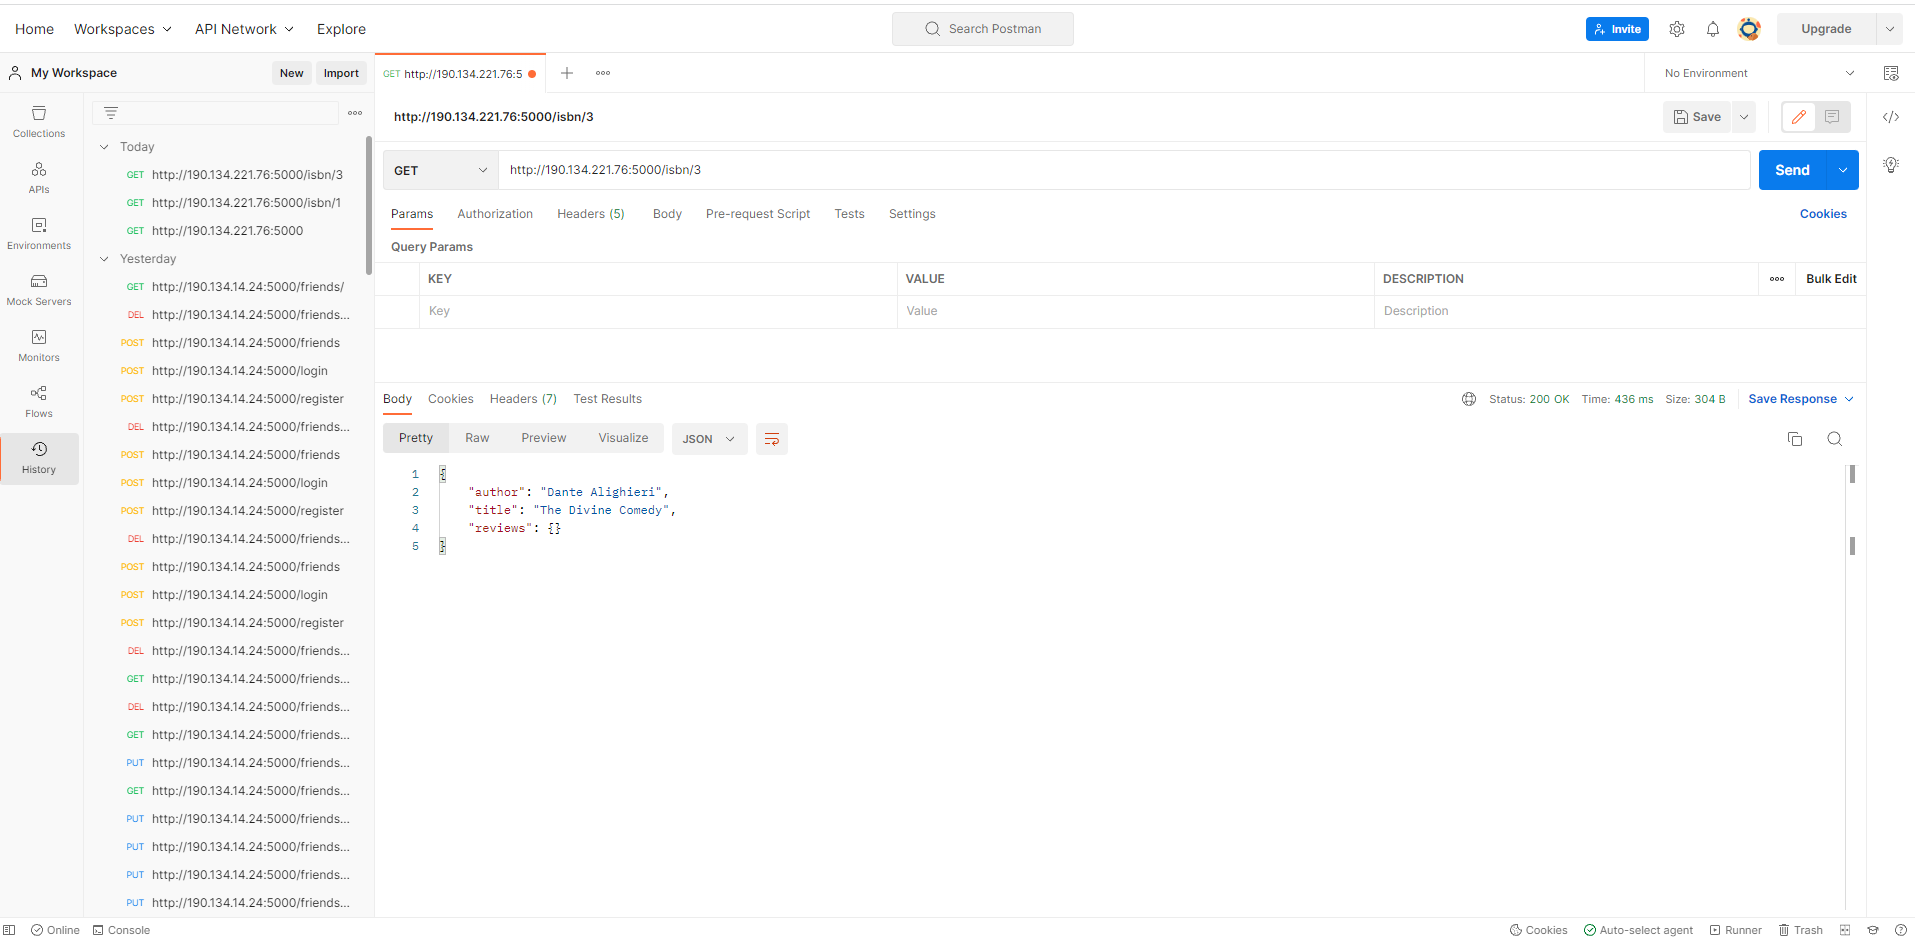 Home Workspaces API Network Explore Search Postman Invite Upgrade
My Workspace New Import GET http://190.134.221.76:5 No Environment
Collections
APIs
Environments
Mock Servers
Monitors
Flows
History
Today
GET http://190.134.221.76:5000/isbn/3
GET http://190.134.221.76:5000/isbn/1
GET http://190.134.221.76:5000
Yesterday
GET http://190.134.14.24:5000/friends/
DEL http://190.134.14.24:5000/friends...
POST http://190.134.14.24:5000/friends
POST http://190.134.14.24:5000/login
POST http://190.134.14.24:5000/register
DEL http://190.134.14.24:5000/friends...
POST http://190.134.14.24:5000/friends
POST http://190.134.14.24:5000/login
POST http://190.134.14.24:5000/register
DEL http://190.134.14.24:5000/friends...
POST http://190.134.14.24:5000/friends
POST http://190.134.14.24:5000/login
POST http://190.134.14.24:5000/register
DEL http://190.134.14.24:5000/friends...
GET http://190.134.14.24:5000/friends...
DEL http://190.134.14.24:5000/friends...
GET http://190.134.14.24:5000/friends...
PUT http://190.134.14.24:5000/friends...
GET http://190.134.14.24:5000/friends...
PUT http://190.134.14.24:5000/friends...
PUT http://190.134.14.24:5000/friends...
PUT http://190.134.14.24:5000/friends...
PUT http://190.134.14.24:5000/friends...
http://190.134.221.76:5000/isbn/3 Save
GET http://190.134.221.76:5000/isbn/3 Send
Params Authorization Headers (5) Body Pre-request Script Tests Settings Cookies
Query Params
KEY VALUE DESCRIPTION Bulk Edit
Key Value Description
Body Cookies Headers (7) Test Results Status: 200 OK Time: 436 ms Size: 304 B Save Response
Pretty Raw Preview Visualize JSON
1 {
2 "author": "Dante Alighieri",
3 "title": "The Divine Comedy",
4 "reviews": {}
5 }
Online Console Cookies Auto-select agent Runner Trash